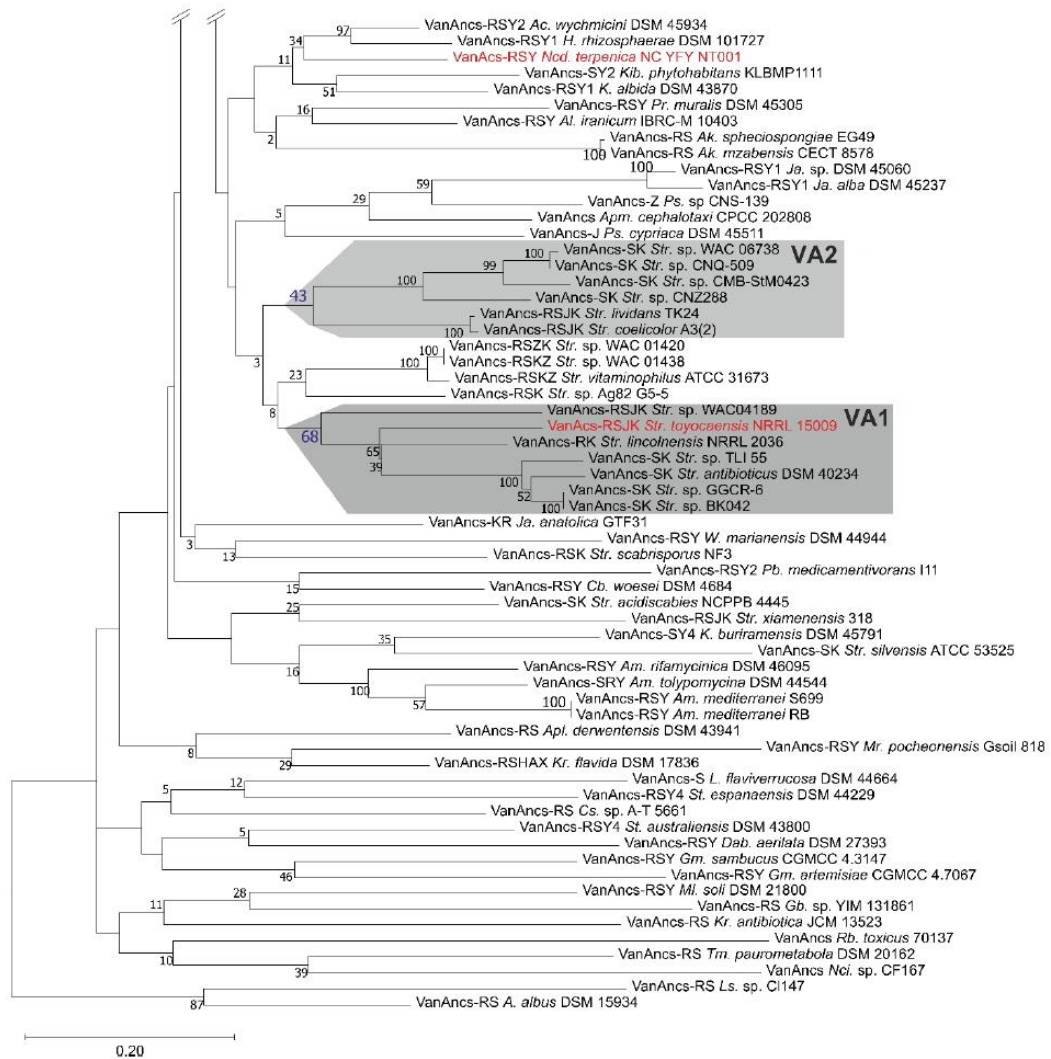 VanAncs-RSY2 Ac. wychmicini DSM 45934
97
34
VanAncs-RSY1 H. rhizosphaerae DSM 101727
VanAcs-RSY Ncd. terpenica NC YFY NT001
11
VanAncs-SY2 Kib. phytohabitans KLBMP1111
51
VanAncs-RSY1 K. albida DSM 43870
VanAncs-RSY Pr. muralis DSM 45305
16
VanAncs-RSY Al. iranicum IBRC-M 10403
2
VanAncs-RS Ak. spheciospongiae EG49
100
VanAncs-RS Ak. mzabensis CECT 8578
100
VanAncs-RSY1 Ja. sp. DSM 45060
59
VanAncs-RSY1 Ja. alba DSM 45237
29
VanAncs-Z Ps. sp CNS-139
5
VanAncs Apm. cephalotaxi CPCC 202808
VanAncs-J Ps. cypriaca DSM 45511
VA2
100
VanAncs-SK Str. sp. WAC 06738
99
VanAncs-SK Str. sp. CNQ-509
100
VanAncs-SK Str. sp. CMB-StM0423
43
VanAncs-SK Str. sp. CNZ288
VanAncs-RSJK Str. lividans TK24
100
VanAncs-RSJK Str. coelicolor A3(2)
100
VanAncs-RSZK Str. sp. WAC 01420
3
100
VanAncs-RSKZ Str. sp. WAC 01438
23
VanAncs-RSKZ Str. vitaminophilus ATCC 31673
VanAncs-RSK Str. sp. Ag82 G5-5
8
VanAncs-RSJK Str. sp. WAC04189
VA1
VanAcs-RSJK Str. toyocaensis NRRL 15009
68
VanAncs-RK Str. lincolnensis NRRL 2036
65
39
VanAncs-SK Str. sp. TLI 55
100
VanAncs-SK Str. antibioticus DSM 40234
52
VanAncs-SK Str. sp. GGCR-6
100
VanAncs-SK Str. sp. BK042
VanAncs-KR Ja. anatolica GTF31
3
VanAncs-RSY W. marianensis DSM 44944
13
VanAncs-RSK Str. scabrisporus NF3
VanAncs-RSY2 Pb. medicamentivorans I11
15
VanAncs-RSY Cb. woesei DSM 4684
25
VanAncs-SK Str. acidiscabies NCPPB 4445
VanAncs-RSJK Str. xiamenensis 318
35
VanAncs-SY4 K. buriramensis DSM 45791
VanAncs-SK Str. silvensis ATCC 53525
16
VanAncs-RSY Am. rifamycinica DSM 46095
100
VanAncs-SRY Am. tolypomycina DSM 44544
57
100
VanAncs-RSY Am. mediterranei S699
VanAncs-RSY Am. mediterranei RB
VanAncs-RS Apl. derwentensis DSM 43941
8
VanAncs-RSY Mr. pocheonensis Gsoil 818
29
VanAncs-RSHAX Kr. flavida DSM 17836
12
VanAncs-S L. flaviverrucosa DSM 44664
5
VanAncs-RSY4 St. espanaensis DSM 44229
VanAncs-RS Cs. sp. A-T 5661
5
VanAncs-RSY4 St. australiensis DSM 43800
VanAncs-RSY Dab. aerilata DSM 27393
VanAncs-RSY Gm. sambucus CGMCC 4.3147
46
VanAncs-RSY Gm. artemisiae CGMCC 4.7067
28
VanAncs-RSY Ml. soli DSM 21800
11
VanAncs-RS Gb. sp. YIM 131861
VanAncs-RS Kr. antibiotica JCM 13523
VanAncs Rb. toxicus 70137
10
VanAncs-RS Tm. paurometabola DSM 20162
39
VanAncs Nci. sp. CF167
VanAncs-RS Ls. sp. CI147
87
VanAncs-RS A. albus DSM 15934
0.20